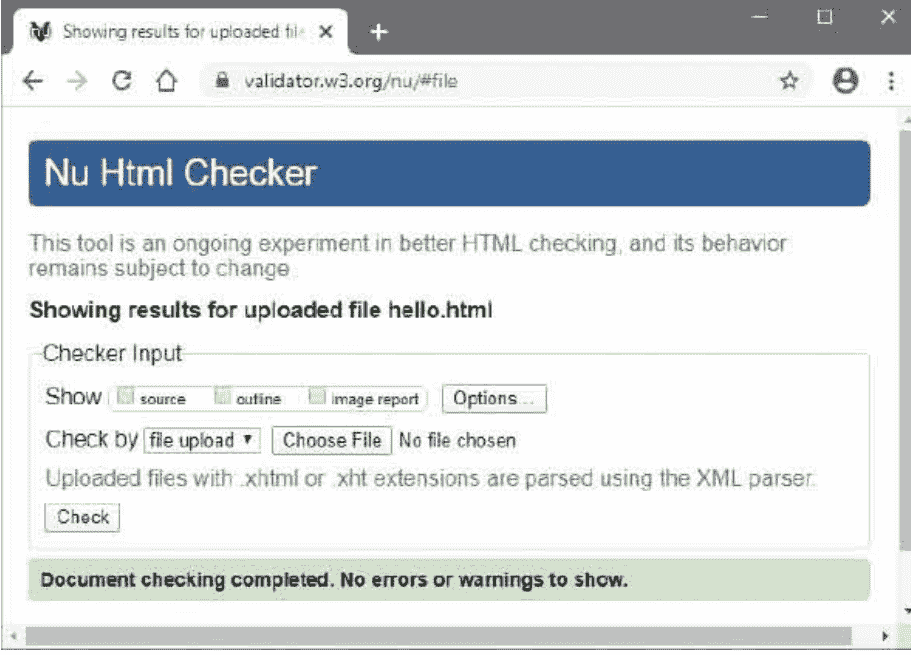 Showing results for uploaded file
validator.w3.org/nu/#file
Nu Html Checker
This tool is an ongoing experiment in better HTML checking, and its behavior
remains subject to change
Showing results for uploaded file hello.html
Checker Input
Show source outline image report Options...
Check by file upload Choose File No file chosen
Uploaded files with .xhtml or .xht extensions are parsed using the XML parser.
Check
Document checking completed. No errors or warnings to show.